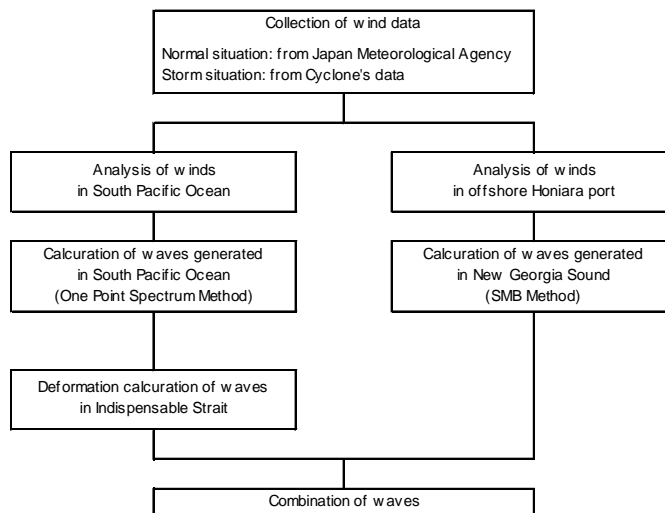 Collection of wind data
Normal situation: from Japan Meteorological Agency
Storm situation: from Cyclone's data
Analysis of winds
in South Pacific Ocean
Analysis of winds
in offshore Honiara port
Calcuration of waves generated
in South Pacific Ocean
(One Point Spectrum Method)
Calcuration of waves generated
in New Georgia Sound
(SMB Method)
Deformation calcuration of waves
in Indispensable Strait
Combination of waves